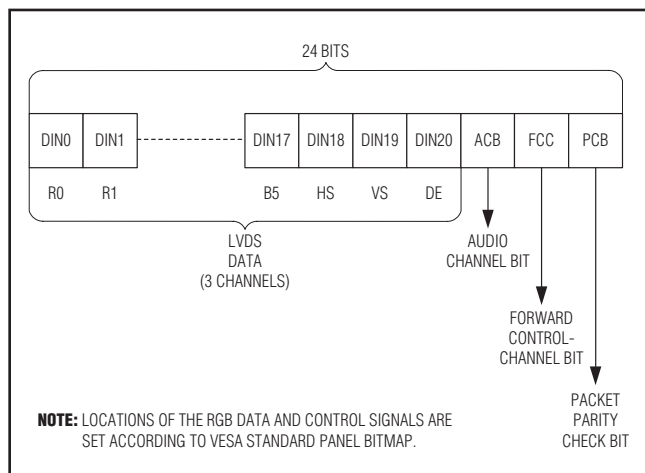 24 BITS
DIN0 DIN1 DIN17 DIN18 DIN19 DIN20 ACB FCC PCB
R0 R1 B5 HS VS DE
LVDS
DATA
(3 CHANNELS)
AUDIO
CHANNEL BIT
FORWARD
CONTROL-
CHANNEL BIT
PACKET
PARITY
CHECK BIT
NOTE: LOCATIONS OF THE RGB DATA AND CONTROL SIGNALS ARE
SET ACCORDING TO VESA STANDARD PANEL BITMAP.